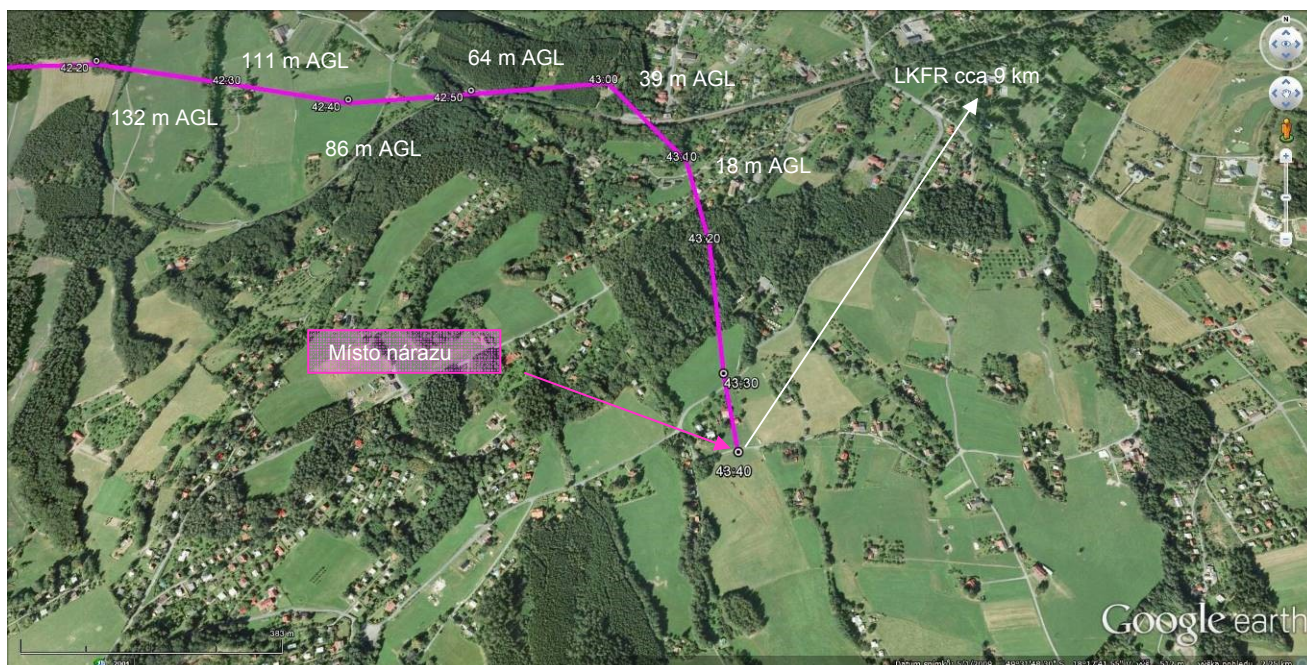 N
42:20
132 m AGL
42:30
111 m AGL
42:40
86 m AGL
42:50
64 m AGL
43:00
39 m AGL
LKFR cca 9 km
43:10
18 m AGL
43:20
Místo nárazu
43:30
43:40
383 m
Google earth